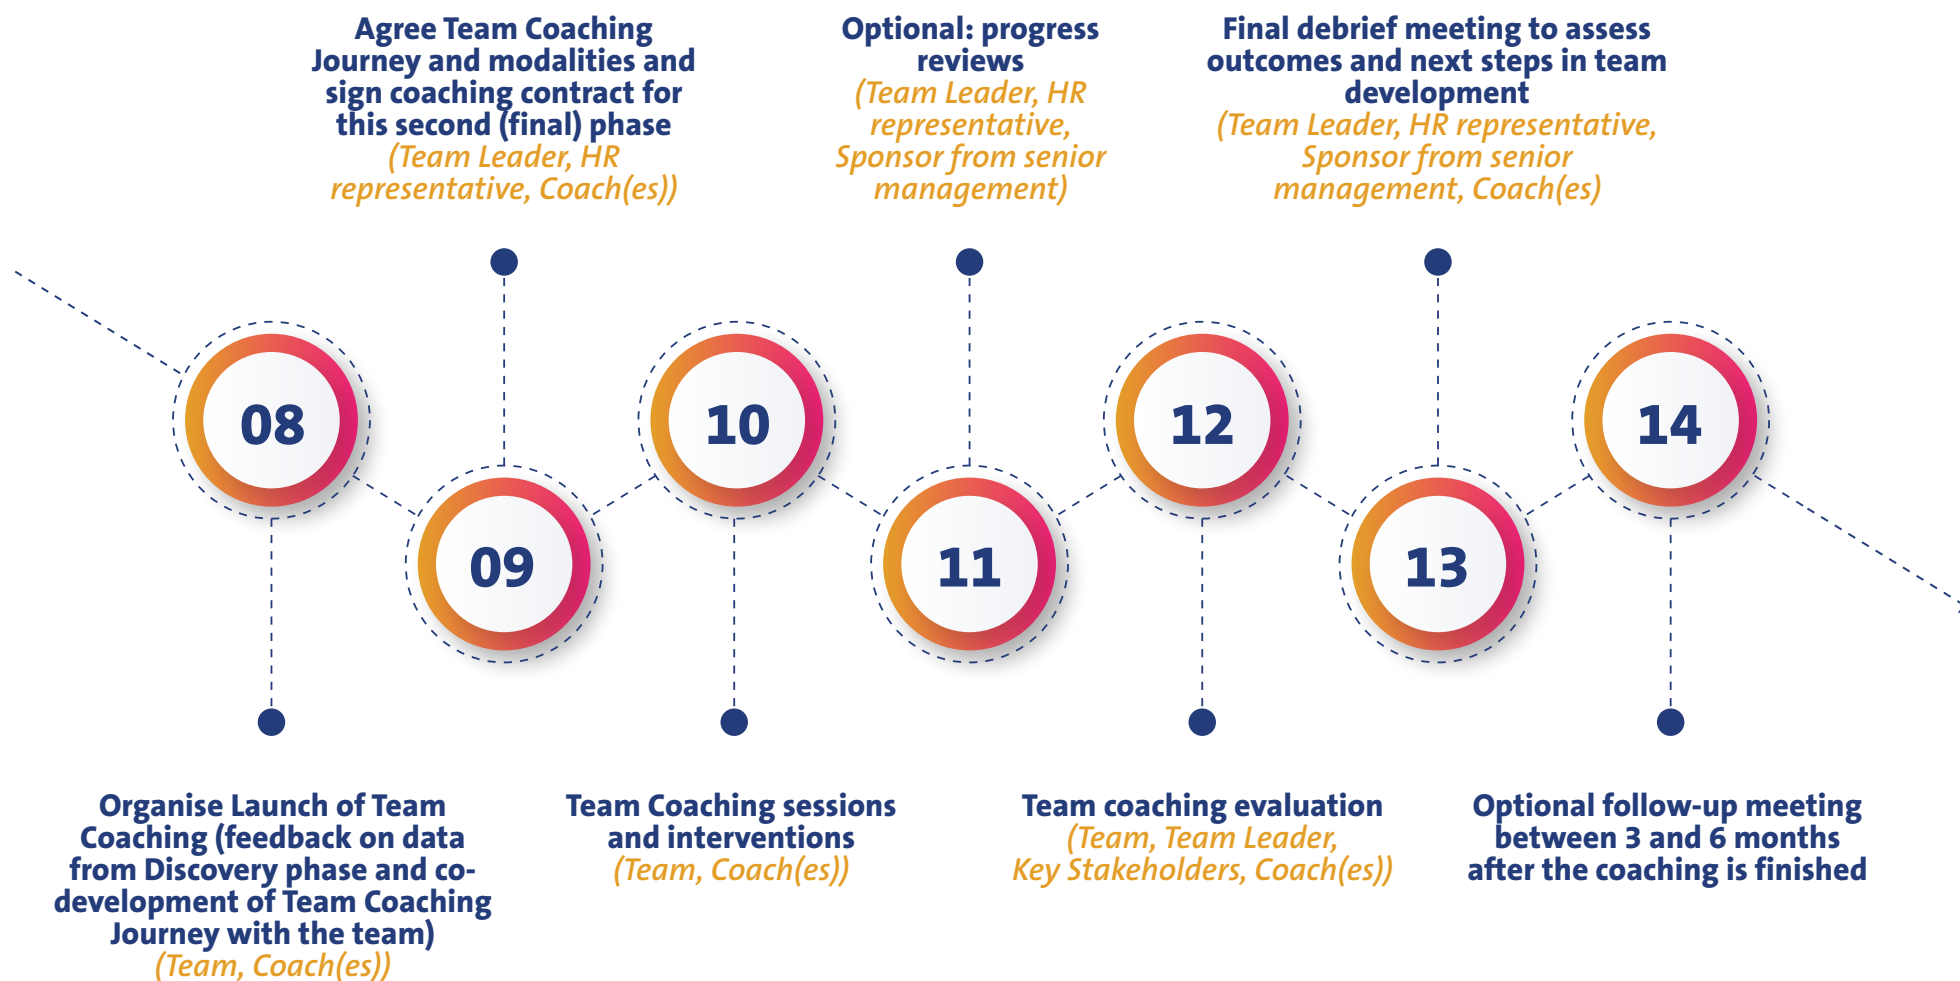 Agree Team Coaching
Journey and modalities and
sign coaching contract for
this second (final) phase
(Team Leader, HR
representative, Coach(es))
Optional: progress
reviews
(Team Leader, HR
representative,
Sponsor from senior
management)
Final debrief meeting to assess
outcomes and next steps in team
development
(Team Leader, HR representative,
Sponsor from senior
management, Coach(es)
08
09
10
11
12
13
14
Organise Launch of Team
Coaching (feedback on data
from Discovery phase and co-
development of Team Coaching
Journey with the team)
(Team, Coach(es))
Team Coaching sessions
and interventions
(Team, Coach(es))
Team coaching evaluation
(Team, Team Leader,
Key Stakeholders, Coach(es))
Optional follow-up meeting
between 3 and 6 months
after the coaching is finished